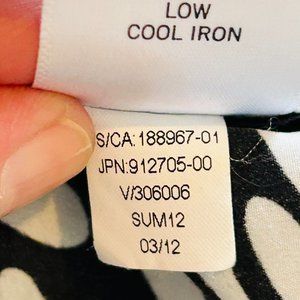 LOW
COOL IRON
S/CA:188967-01
JPN:912705-00
V/306006
SUM12
03/12